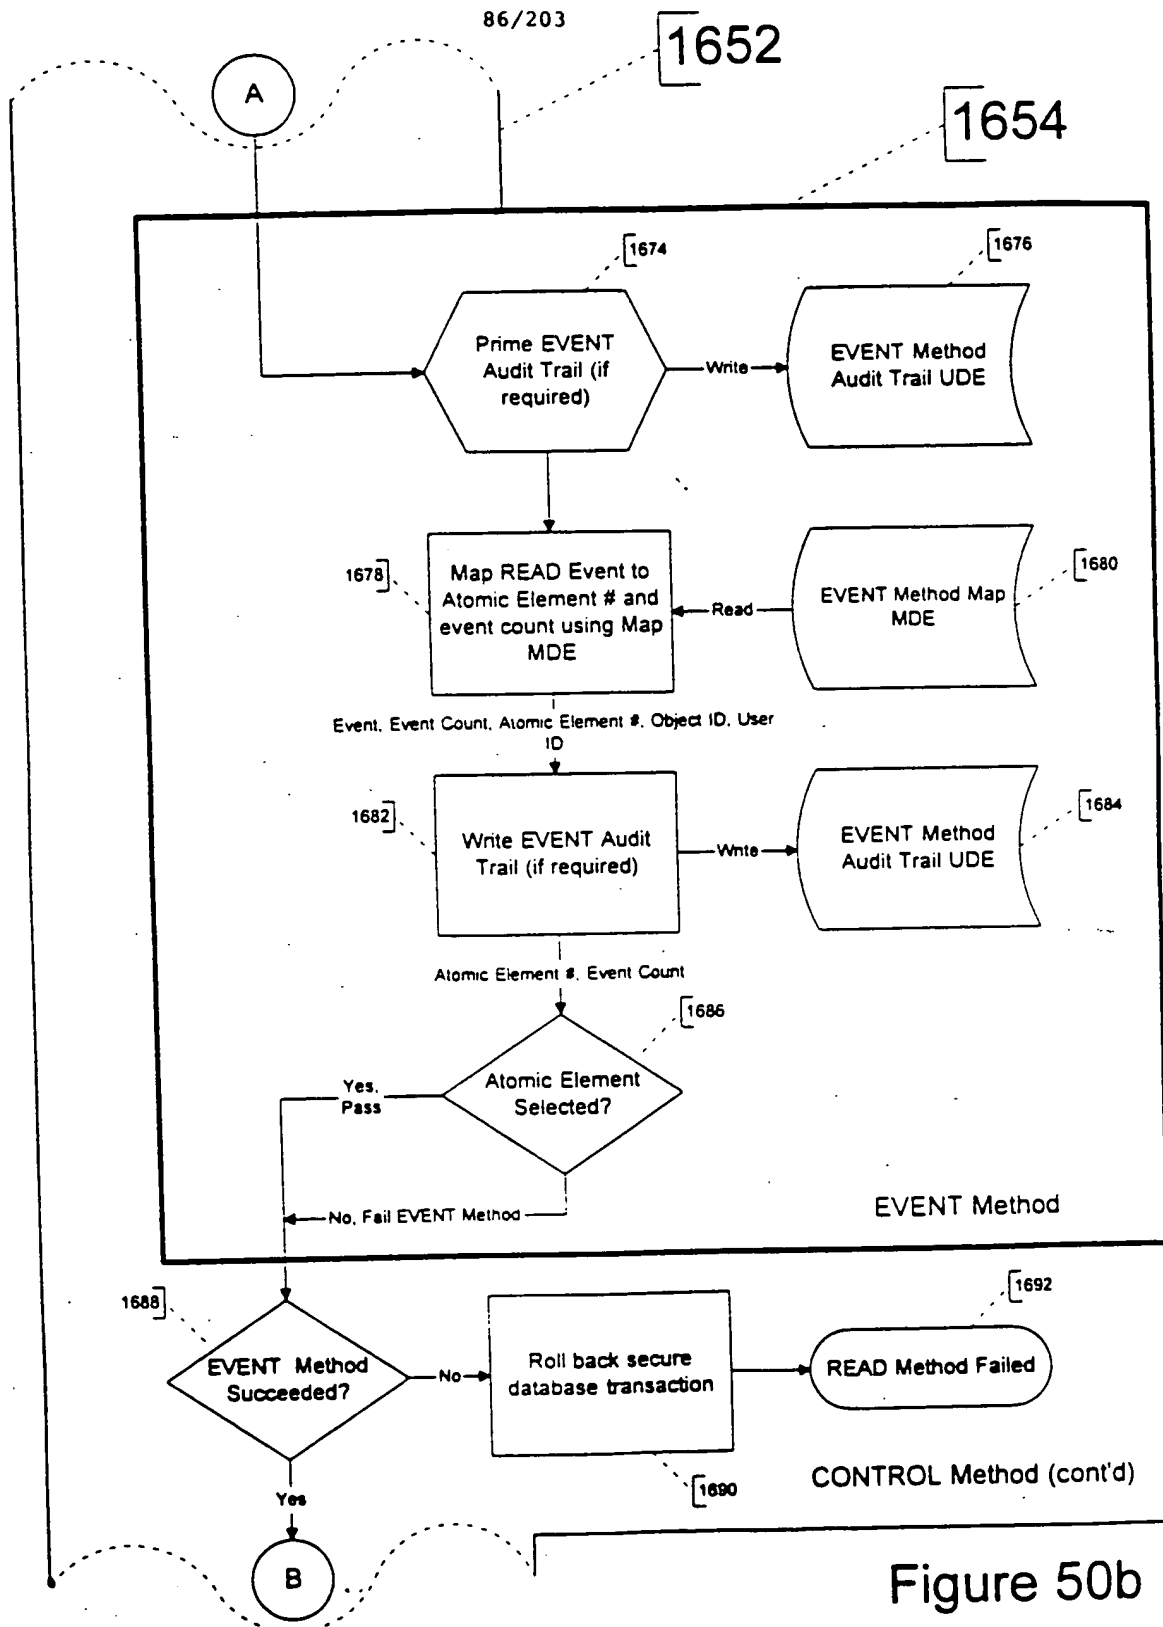 86/203
1652
A
1654
1674
1676
Prime EVENT
Audit Trail (if
required)
Write
EVENT Method
Audit Trail UDE
1678
Map READ Event to
Atomic Element # and
event count using Map
MDE
Read
EVENT Method Map
MDE
1680
Event, Event Count, Atomic Element #, Object ID, User
ID
1682
Write EVENT Audit
Trail (if required)
Write
EVENT Method
Audit Trail UDE
1684
Atomic Element #, Event Count
1686
Atomic Element
Selected?
Yes,
Pass
No, Fail EVENT Method
EVENT Method
1688
EVENT Method
Succeeded?
No
Roll back secure
database transaction
1690
READ Method Failed
1692
CONTROL Method (cont'd)
Yes
B
Figure 50b